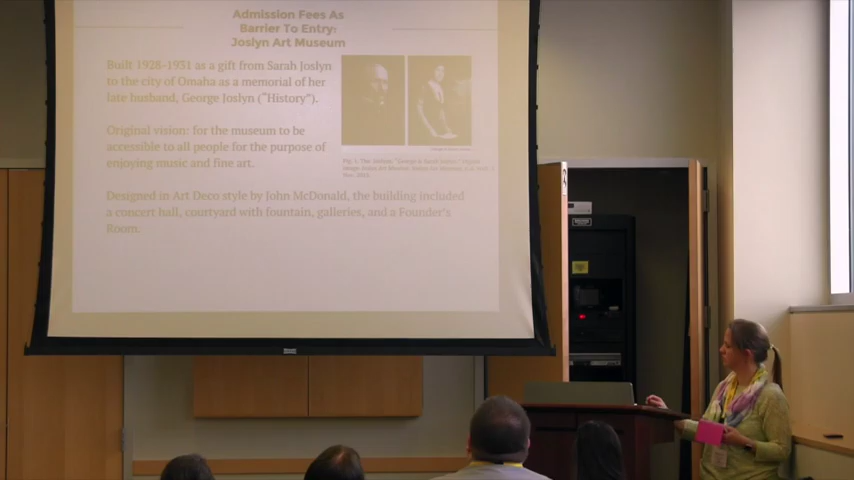 Admission Fees As
Barrier To Entry:
Joslyn Art Museum
Built 1928-1931 as a gift from Sarah Joslyn
to the city of Omaha as a memorial of her
late husband, George Joslyn ("History").
Original vision: for the museum to be
accessible to all people for the purpose of
enjoying music and fine art.
Designed in Art Deco style by John McDonald, the building included
a concert hall, courtyard with fountain, galleries, and a Founder's
Room.